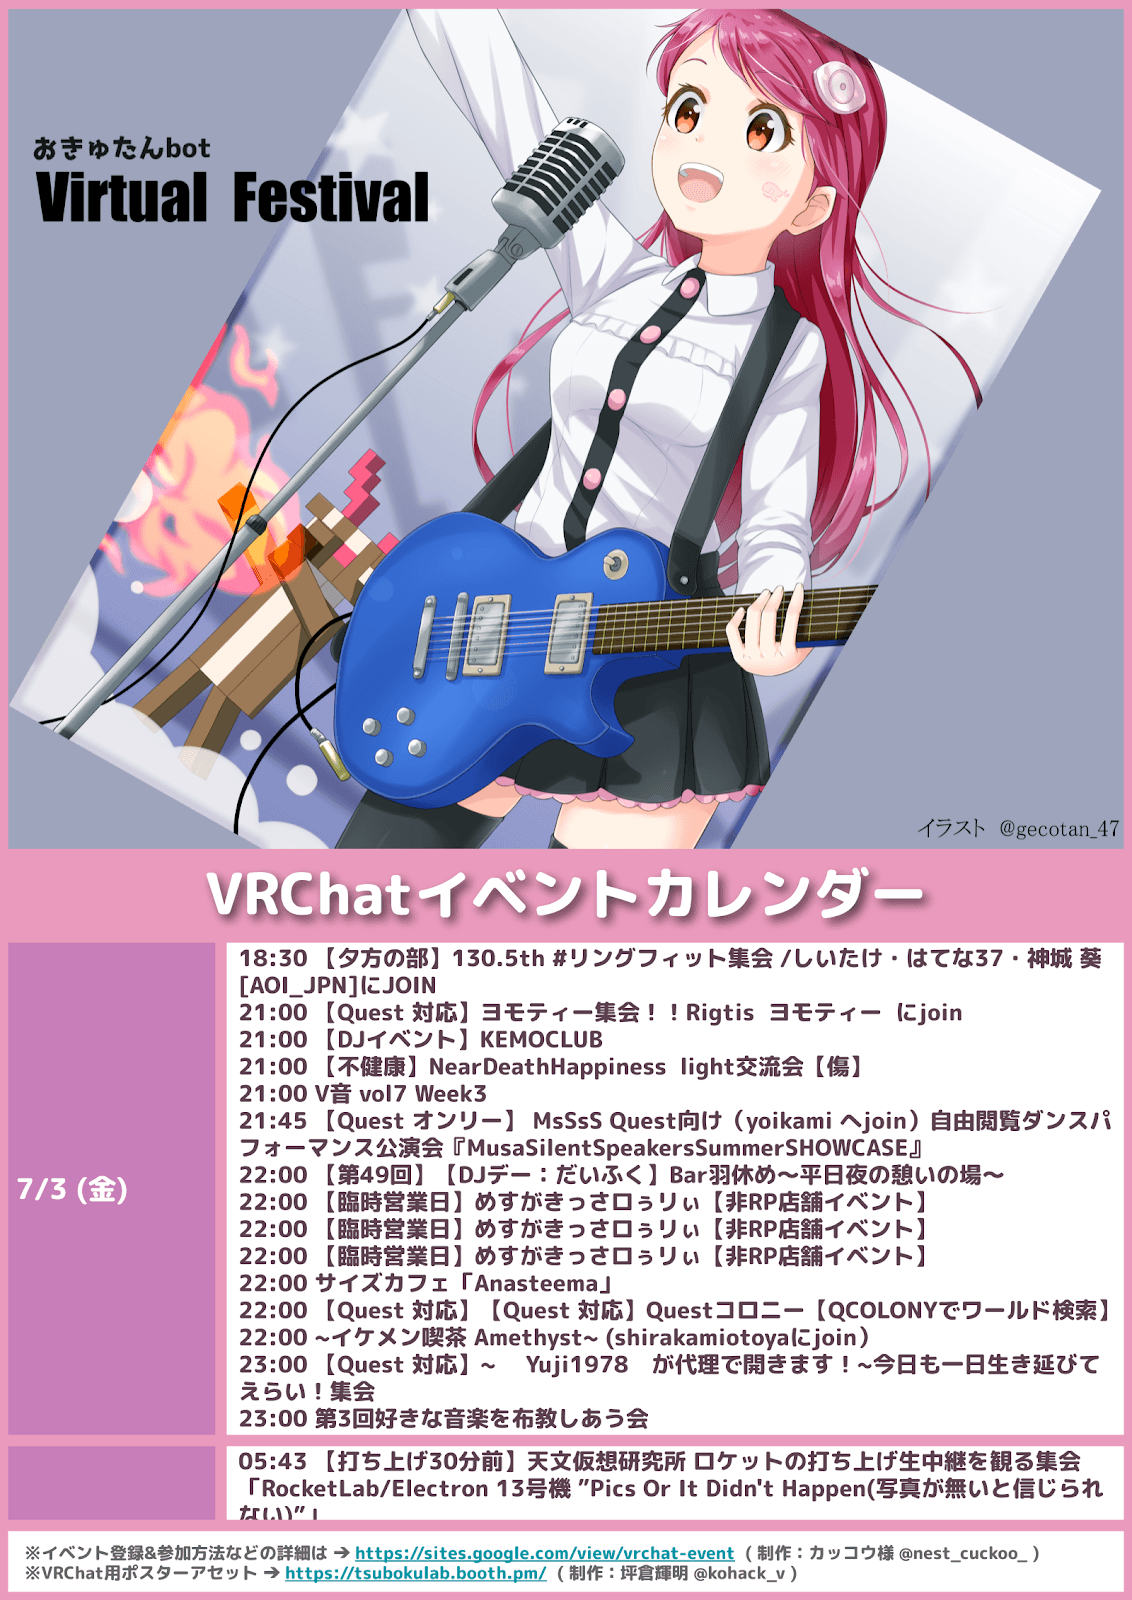 おきゅたんbot
Virtual Festival
イラスト @gecotan_47
VRChatイベントカレンダー
7/3 (金)
18:30 【夕方の部】130.5th #リングフィット集会 /しいたけ・はてな37・神城 葵
[AOI_JPN]にJOIN
21:00 【Quest 対応】ヨモティー集会！！Rigtis ヨモティー にjoin
21:00 【DJイベント】KEMOCLUB
21:00 【不健康】NearDeathHappiness light交流会【傷】
21:00 V音 vol7 Week3
21:45 【Quest オンリー】 MsSsS Quest向け（yoikami へjoin）自由閲覧ダンスパ
フォーマンス公演会『MusaSilentSpeakersSummerSHOWCASE』
22:00 【第49回】【DJデー：だいふく】Bar羽休め～平日夜の憩いの場～
22:00 【臨時営業日】めすがきっさロぅリぃ【非RP店舗イベント】
22:00 【臨時営業日】めすがきっさロぅリぃ【非RP店舗イベント】
22:00 【臨時営業日】めすがきっさロぅリぃ【非RP店舗イベント】
22:00 サイズカフェ「Anasteema」
22:00 【Quest 対応】【Quest 対応】Questコロニー【QCOLONYでワールド検索】
22:00 ~イケメン喫茶 Amethyst~ (shirakamiotoyaにjoin）
23:00 【Quest 対応】~　Yuji1978　が代理で開きます！~今日も一日生き延びて
えらい！集会
23:00 第3回好きな音楽を布教しあう会
05:43 【打ち上げ30分前】天文仮想研究所 ロケットの打ち上げ生中継を観る集会
「RocketLab/Electron 13号機 ”Pics Or It Didn't Happen(写真が無いと信じられ
ない)”」
※イベント登録&参加方法などの詳細は ➔ https://sites.google.com/view/vrchat-event ( 制作：カッコウ様 @nest_cuckoo_ )
※VRChat用ポスターアセット ➔ https://tsubokulab.booth.pm/ ( 制作：坪倉輝明 @kohack_v )